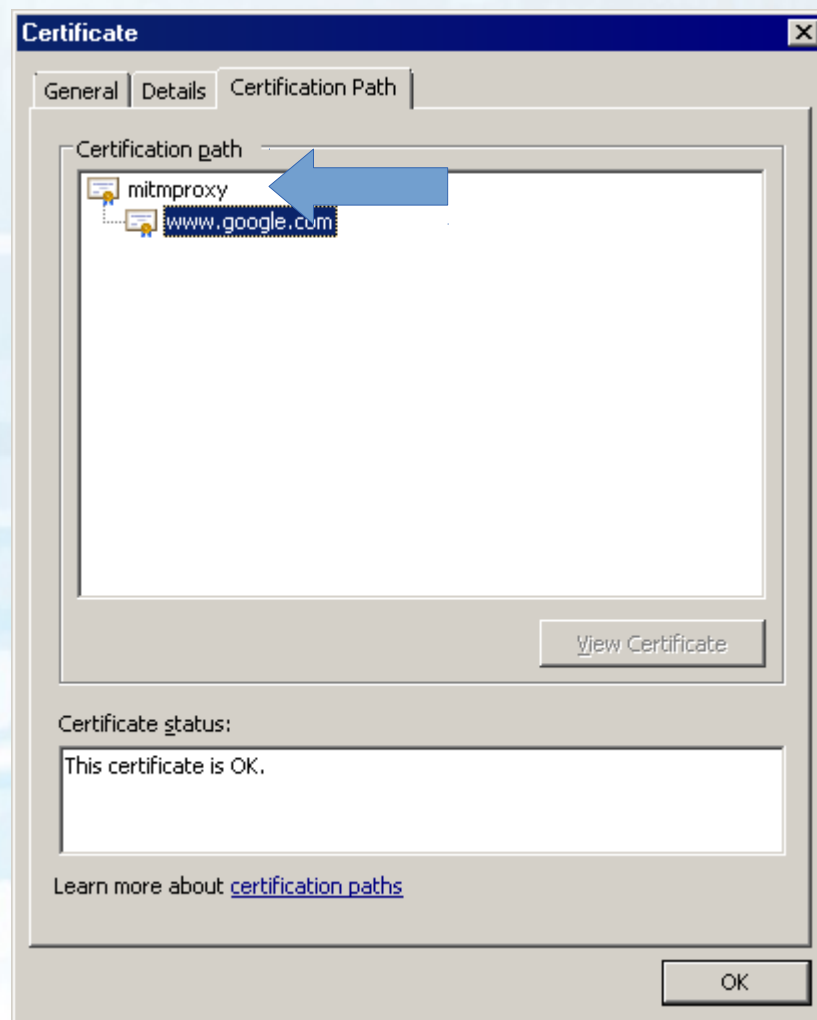 Certificate
General Details Certification Path
Certification path
mitmproxy
www.google.com
View Certificate
Certificate status:
This certificate is OK.
Learn more about certification paths
OK